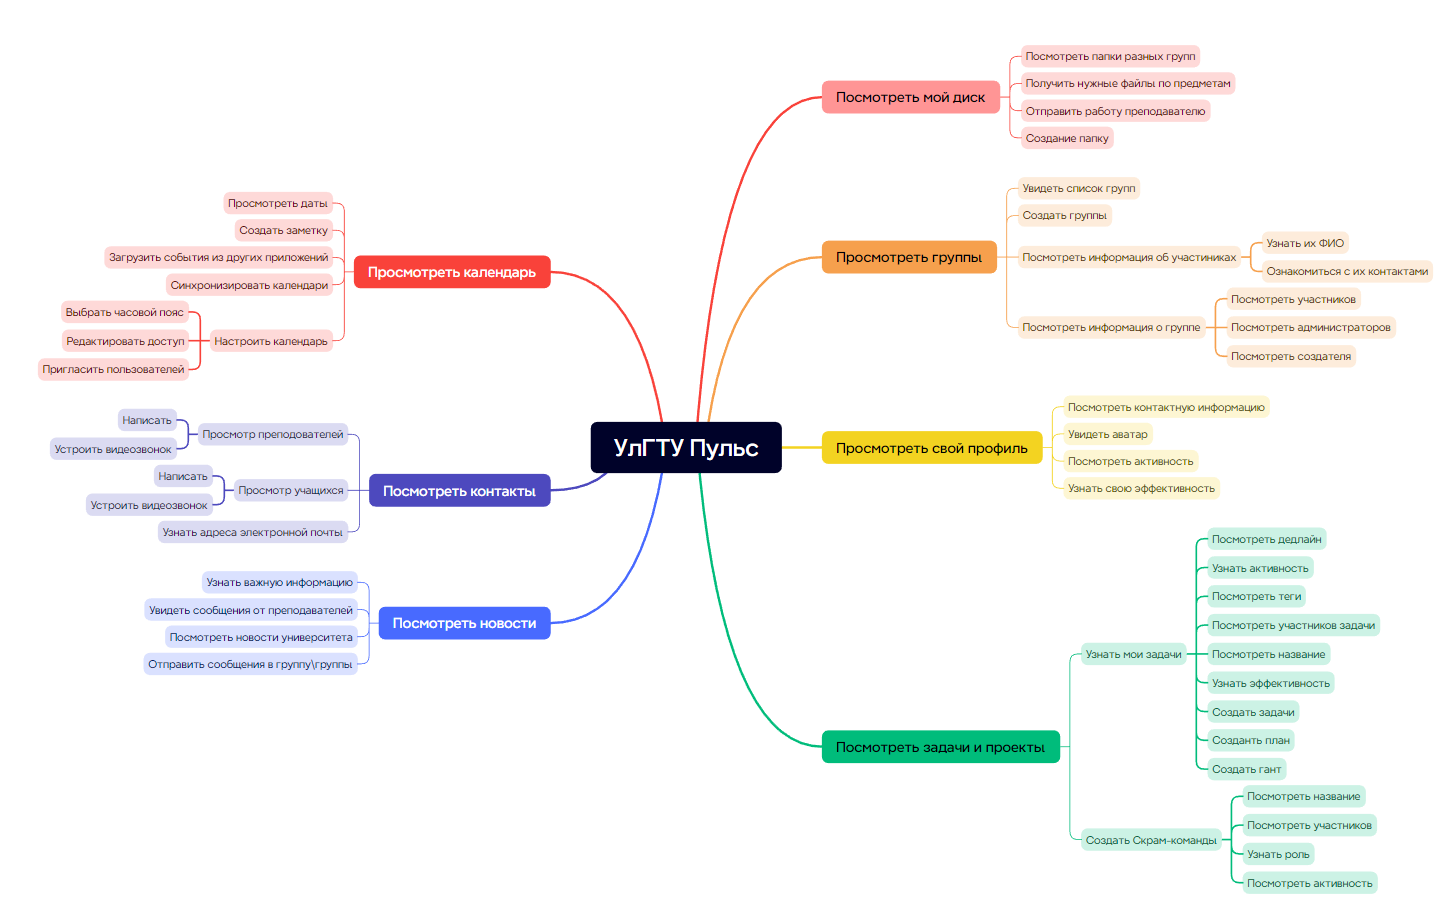 УлГТУ Пульс
Посмотреть мой диск
Посмотреть папки разных групп
Получить нужные файлы по предметам
Отправить работу преподавателю
Создание папку
Просмотреть группы
Увидеть список групп
Создать группы
Посмотреть информация об участиниках
Узнать их ФИО
Ознакомиться с их контактами
Посмотреть информация о группе
Посмотреть участников
Посмотреть администраторов
Посмотреть создателя
Просмотреть свой профиль
Посмотреть контактную информацию
Увидеть аватар
Посмотреть активность
Узнать свою эффективность
Посмотреть задачи и проекты
Узнать мои задачи
Посмотреть дедлайн
Узнать активность
Посмотреть теги
Посмотреть участников задачи
Посмотреть название
Узнать эффективность
Создать задачи
Созданть план
Создать гант
Создать Скрам-команды
Посмотреть название
Посмотреть участников
Узнать роль
Посмотреть активность
Просмотреть календарь
Просмотреть даты
Создать заметку
Загрузить события из других приложений
Синхронизировать календари
Настроить календарь
Выбрать часовой пояс
Редактировать доступ
Пригласить пользователей
Посмотреть контакты
Просмотр преподователей
Написать
Устроить видеозвонок
Просмотр учащихся
Написать
Устроить видеозвонок
Узнать адреса электронной почты
Посмотреть новости
Узнать важную информацию
Увидеть сообщения от преподавателей
Посмотреть новости университета
Отправить сообщения в группу\группы